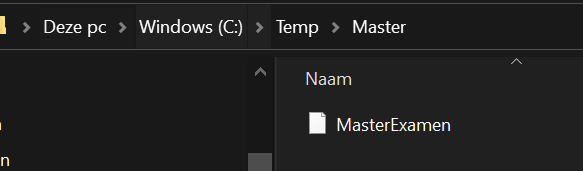 Deze pc > Windows (C:) > Temp > Master
Naam
MasterExamen
n